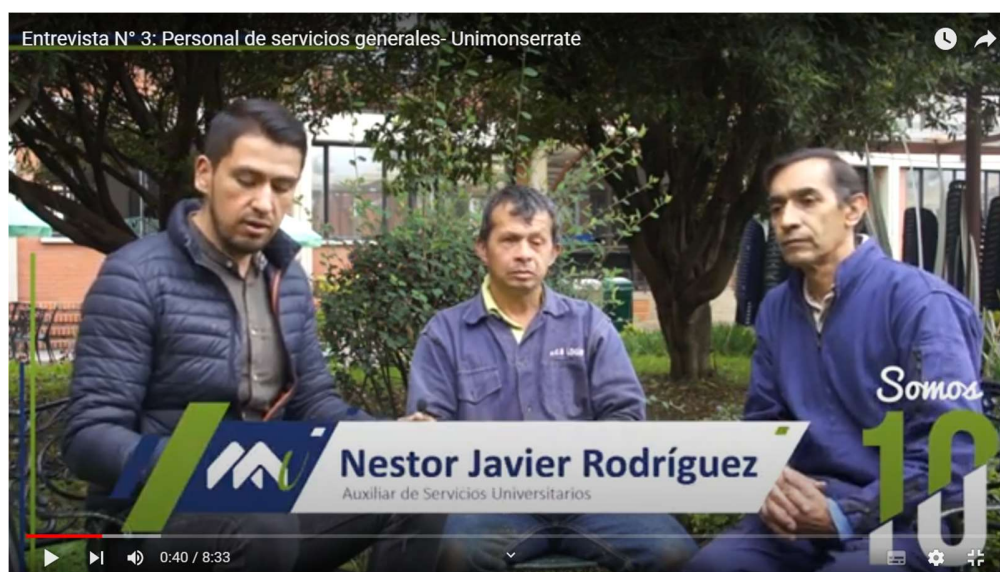 Entrevista N° 3: Personal de servicios generales- Unimonserrate
Somos
10
Nestor Javier Rodríguez
Auxiliar de Servicios Universitarios
0:40 / 8:33